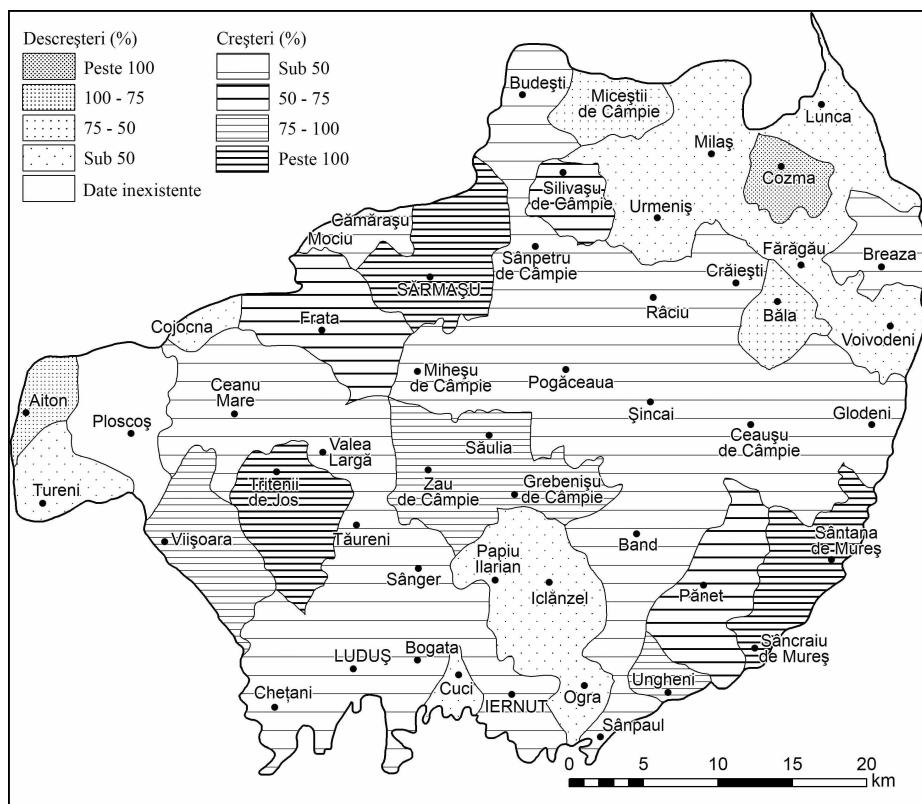 Descreşteri (%)
Creşteri (%)
Peste 100
Sub 50
100 - 75
50 - 75
75 - 50
75 - 100
Sub 50
Peste 100
Date inexistente
Budeşti
Miceştii
de Câmpie
Lunca
Milaş
Cozma
Silivaşu
de Câmpie
Urmeniş
Cămăraşu
Mociu
Sânpetru
de Câmpie
Fărăgău
Breaza
Crăieşti
SĂRMAŞU
Râciu
Băla
Frata
Cojocna
Voivodeni
Miheşu
de Câmpie
Pogăceaua
Aiton
Ceanu
Mare
Şincai
Glodeni
Ploscoş
Ceauşu
de Câmpie
Valea
Largă
Săulia
Tritenii
de Jos
Zau
de Câmpie
Grebenişu
de Câmpie
Tureni
Viişoara
Tăureni
Band
Sântana
de Mureş
Papiu
Ilarian
Sânger
Iclănzel
Pănet
Sâncraiu
de Mureş
Bogata
LUDUŞ
Cuci
Ungheni
Chețani
IERNUT
Ogra
Sânpaul
0 5 10 15 20
km